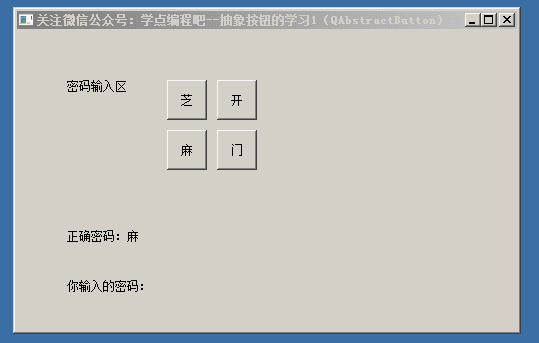 关注微信公众号：学点编程吧--抽象按钮的学习1（QAbstractButton）
密码输入区
芝 开
麻 门
正确密码：麻
你输入的密码：